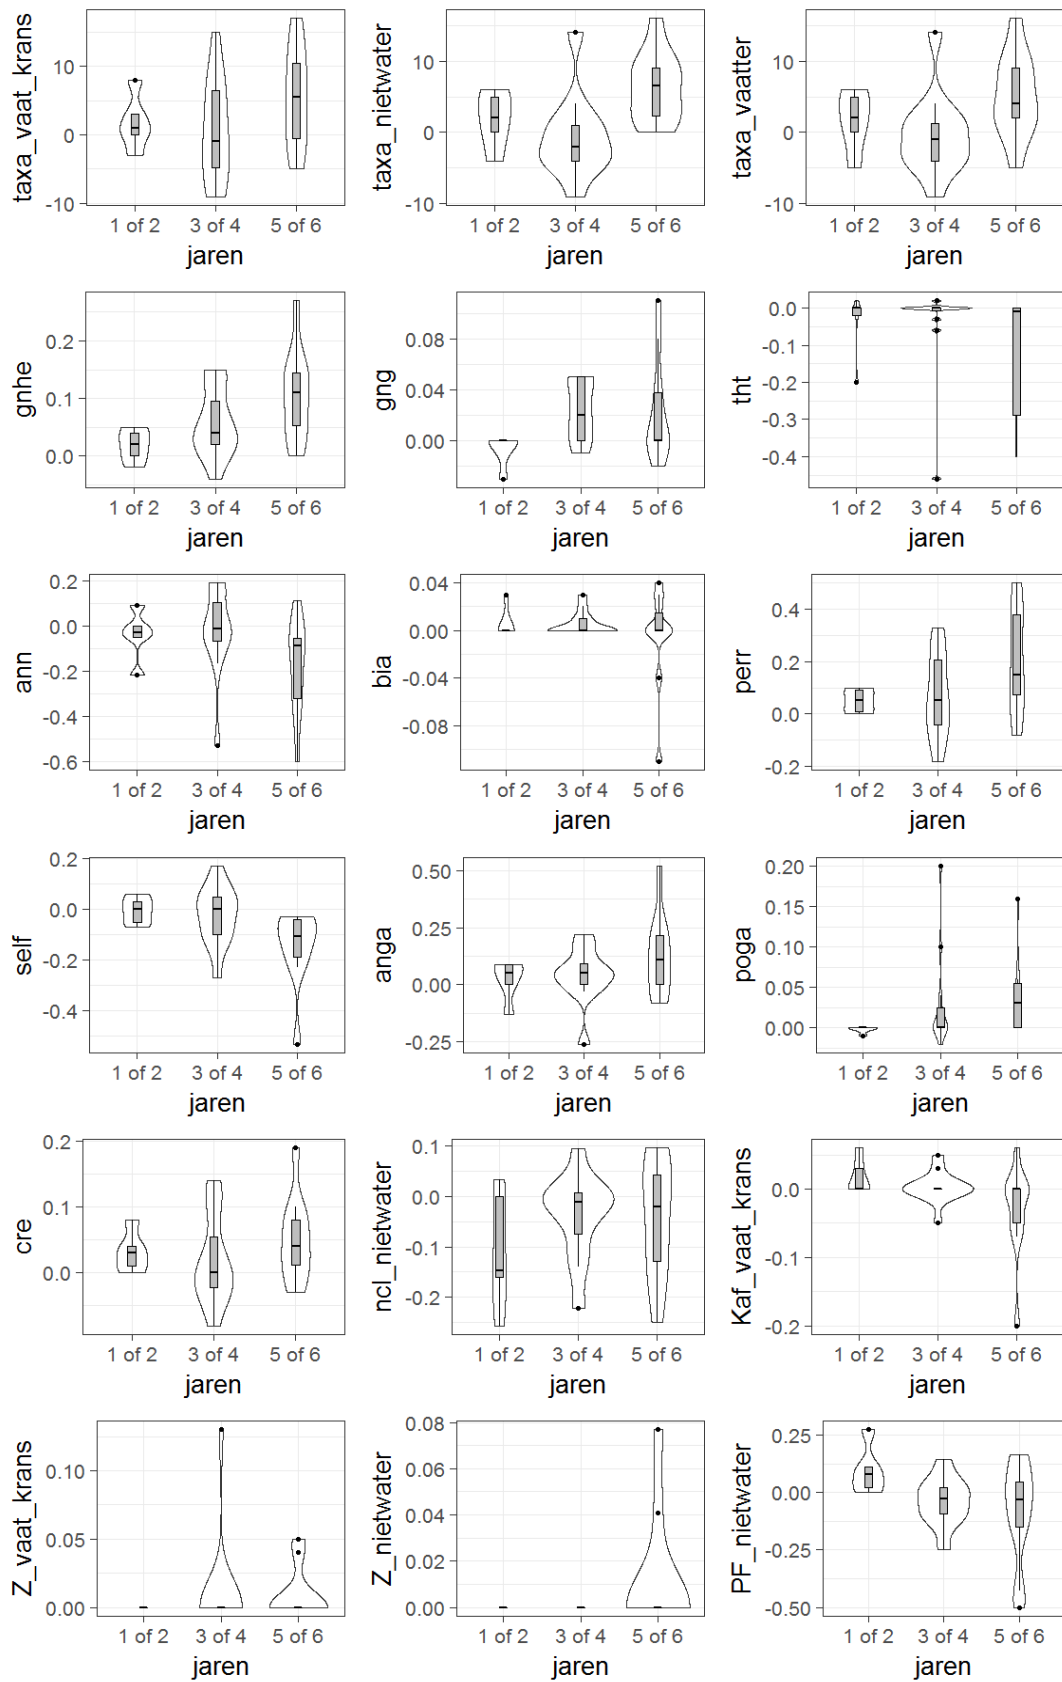 taxa_vaat_krans
10
0
-10
1 of 2
3 of 4
5 of 6
jaren
taxa_nietwater
10
0
-10
1 of 2
3 of 4
5 of 6
jaren
taxa_vaatter
10
0
-10
1 of 2
3 of 4
5 of 6
jaren
gnhe
0.2
0.1
0.0
1 of 2
3 of 4
5 of 6
jaren
gng
0.08
0.04
0.00
1 of 2
3 of 4
5 of 6
jaren
tht
0.0
-0.1
-0.2
-0.3
-0.4
1 of 2
3 of 4
5 of 6
jaren
ann
0.2
0.0
-0.2
-0.4
-0.6
1 of 2
3 of 4
5 of 6
jaren
bia
0.04
0.00
-0.04
-0.08
1 of 2
3 of 4
5 of 6
jaren
perr
0.4
0.2
0.0
-0.2
1 of 2
3 of 4
5 of 6
jaren
self
0.2
0.0
-0.2
-0.4
1 of 2
3 of 4
5 of 6
jaren
anga
0.50
0.25
0.00
-0.25
1 of 2
3 of 4
5 of 6
jaren
poga
0.20
0.15
0.10
0.05
0.00
1 of 2
3 of 4
5 of 6
jaren
cre
0.2
0.1
0.0
1 of 2
3 of 4
5 of 6
jaren
ncl_nietwater
0.1
0.0
-0.1
-0.2
1 of 2
3 of 4
5 of 6
jaren
Kaf_vaat_krans
0.0
-0.1
-0.2
1 of 2
3 of 4
5 of 6
jaren
Z_vaat_krans
0.10
0.05
0.00
1 of 2
3 of 4
5 of 6
jaren
Z_nietwater
0.08
0.06
0.04
0.02
0.00
1 of 2
3 of 4
5 of 6
jaren
PF_nietwater
0.25
0.00
-0.25
-0.50
1 of 2
3 of 4
5 of 6
jaren